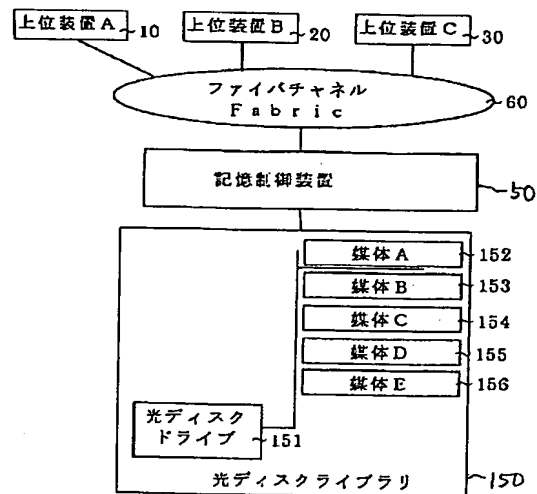 上位装置A 10
上位装置B 20
上位装置C 30
ファイバチャネル
Fabric
60
記憶制御装置
50
媒体A 152
媒体B 153
媒体C 154
媒体D 155
媒体E 156
光ディスク
ドライブ 151
光ディスクライブラリ 150